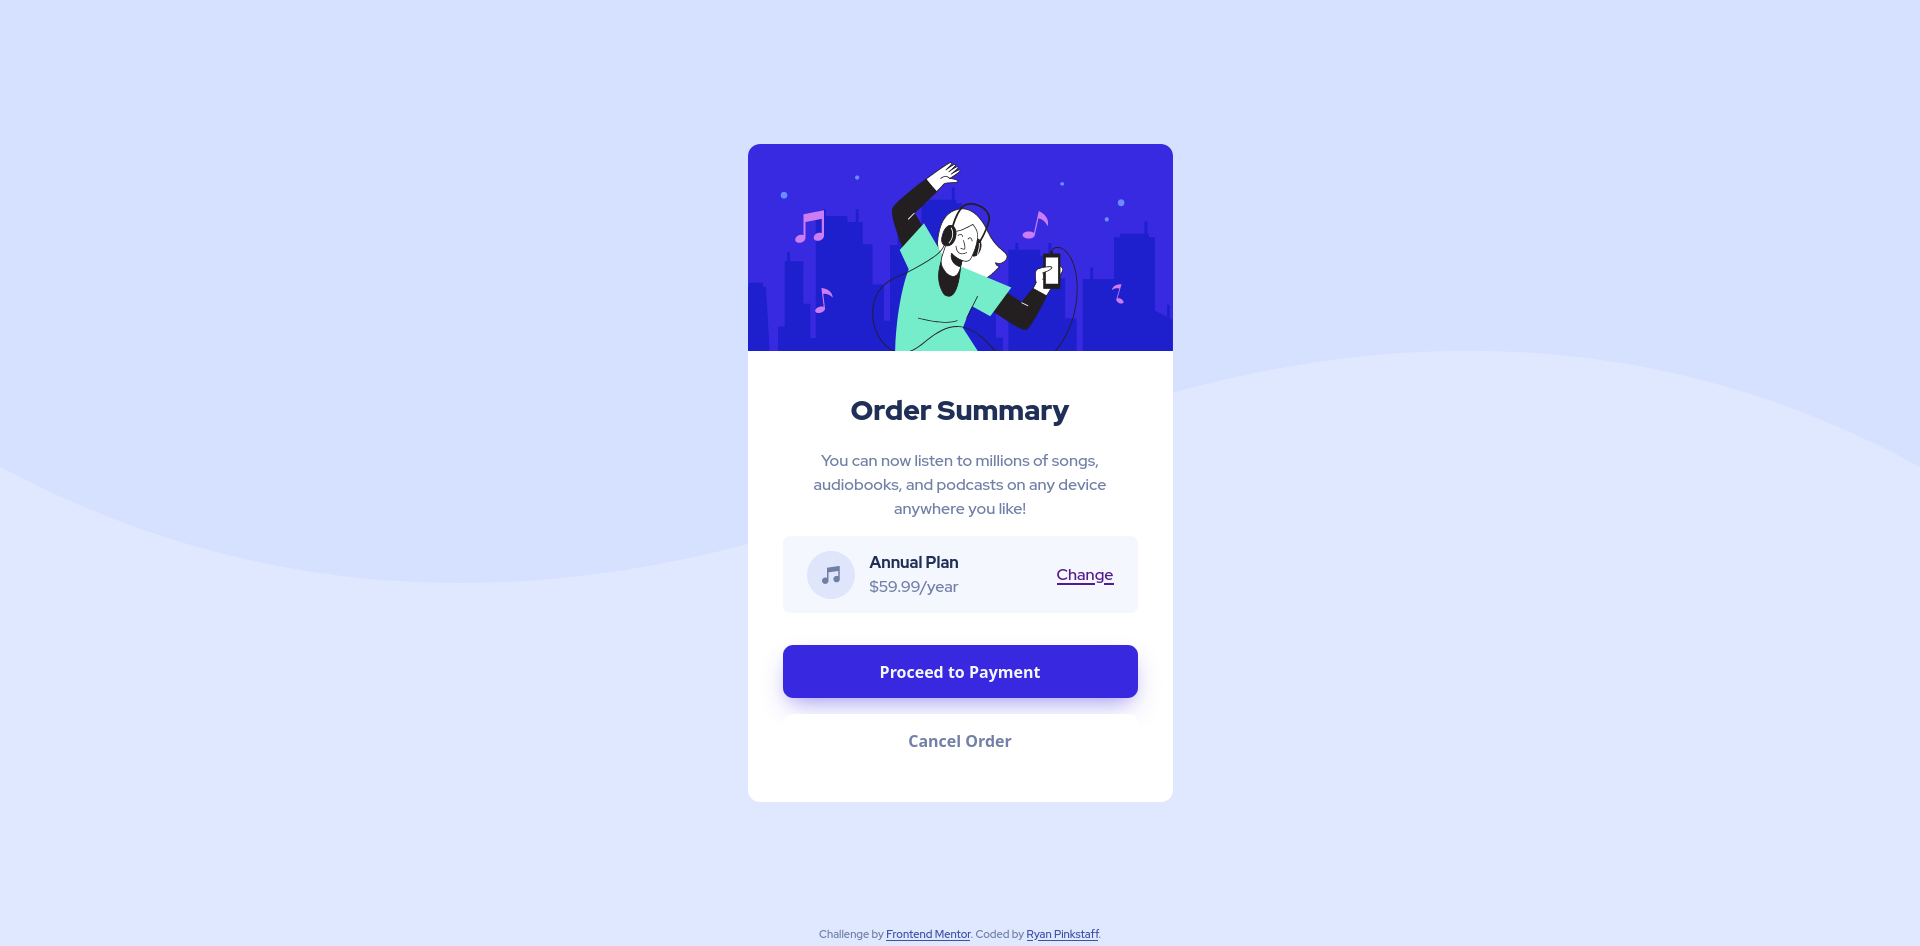 Order Summary
You can now listen to millions of songs,
audiobooks, and podcasts on any device
anywhere you like!
Annual Plan
$59.99/year
Change
Proceed to Payment
Cancel Order
Challenge by Frontend Mentor. Coded by Ryan Pinkstaff.